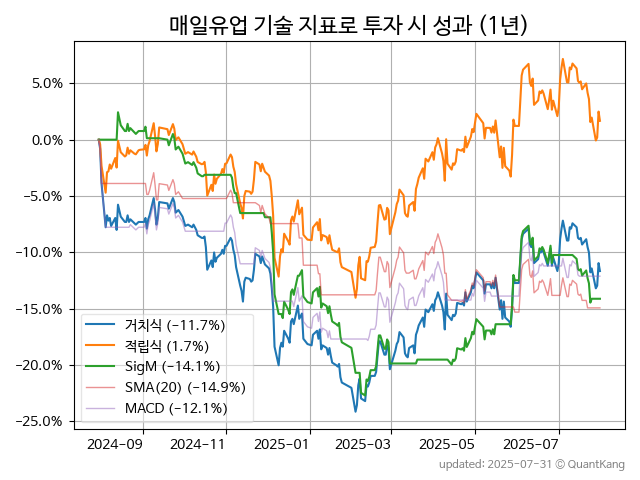 매일유업 기술 지표로 투자 시 성과 (1년)
5.0%
0.0%
−5.0%
−10.0%
−15.0%
−20.0%
−25.0%
거치식 (−11.7%)
적립식 (1.7%)
SigM (−14.1%)
SMA(20) (−14.9%)
MACD (−12.1%)
2024-09 2024-11 2025-01 2025-03 2025-05 2025-07
updated: 2025-07-31 © QuantKang